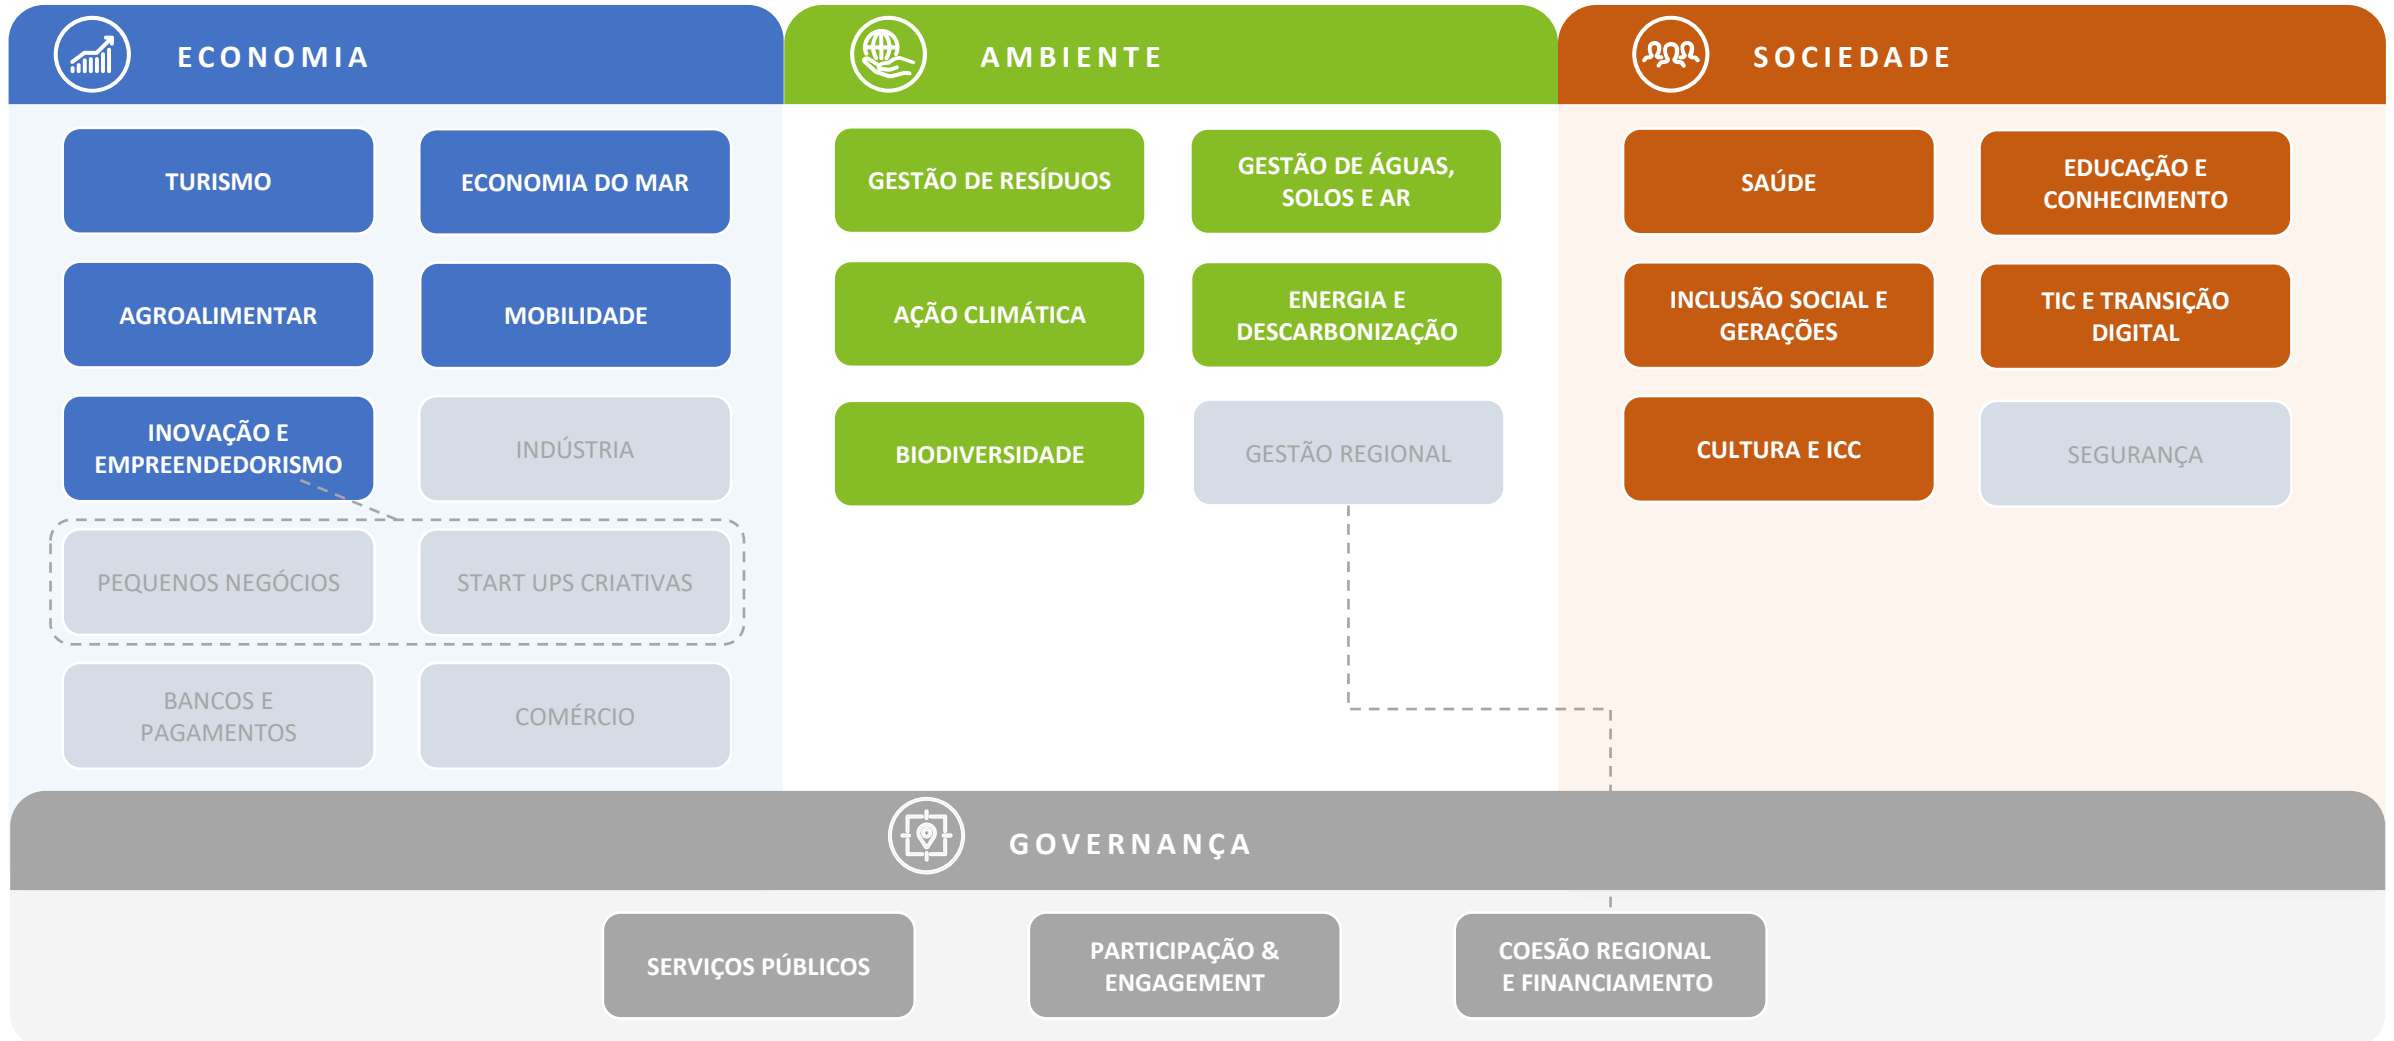 ECONOMIA
TURISMO
ECONOMIA DO MAR
AGROALIMENTAR
MOBILIDADE
INOVAÇÃO E
EMPREENDEDORISMO
INDÚSTRIA
PEQUENOS NEGÓCIOS
START UPS CRIATIVAS
BANCOS E
PAGAMENTOS
COMÉRCIO
AMBIENTE
GESTÃO DE RESÍDUOS
GESTÃO DE ÁGUAS,
SOLOS E AR
AÇÃO CLIMÁTICA
ENERGIA E
DESCARBONIZAÇÃO
BIODIVERSIDADE
GESTÃO REGIONAL
SOCIEDADE
SAÚDE
EDUCAÇÃO E
CONHECIMENTO
INCLUSÃO SOCIAL E
GERAÇÕES
TIC E TRANSIÇÃO
DIGITAL
CULTURA E ICC
SEGURANÇA
GOVERNANÇA
SERVIÇOS PÚBLICOS
PARTICIPAÇÃO &
ENGAGEMENT
COESÃO REGIONAL
E FINANCIAMENTO